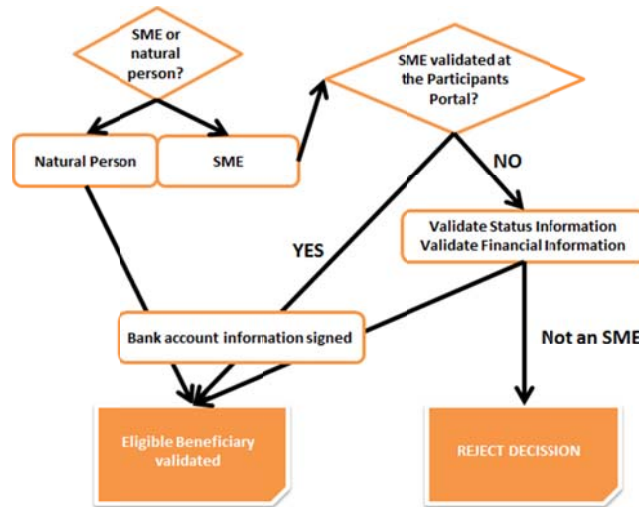 SME or
natural
person?
SME validated at
the Participants
Portal?
Natural Person
SME
NO
Validate Status Information
Validate Financial Information
YES
Bank account information signed
Not an SME
Eligible Beneficiary
validated
REJECT DECISSION